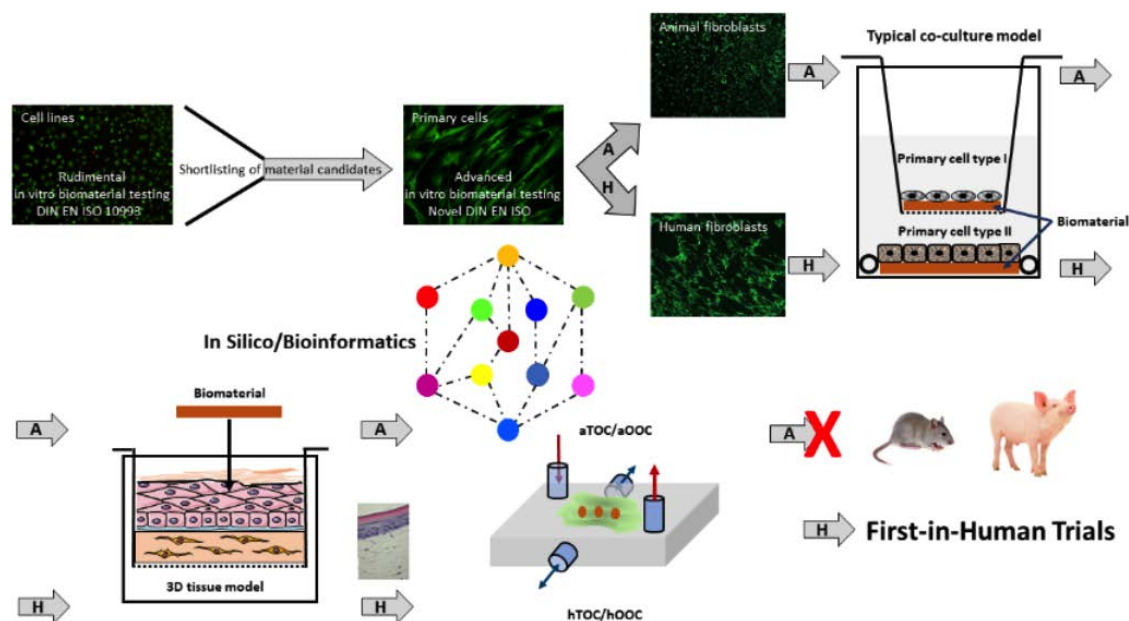 Cell lines
Rudimental
in vitro biomaterial testing
DIN EN ISO 10993
Shortlisting of material candidates
Primary cells
Advanced
in vitro biomaterial testing
Novel DIN EN ISO
A
H
Animal fibroblasts
A
Human fibroblasts
H
Typical co-culture model
Primary cell type I
Primary cell type II
Biomaterial
A
H
In Silico/Bioinformatics
A
Biomaterial
3D tissue model
H
A
H
aTOC/aOOC
hTOC/hOOC
A
X
H
First-in-Human Trials